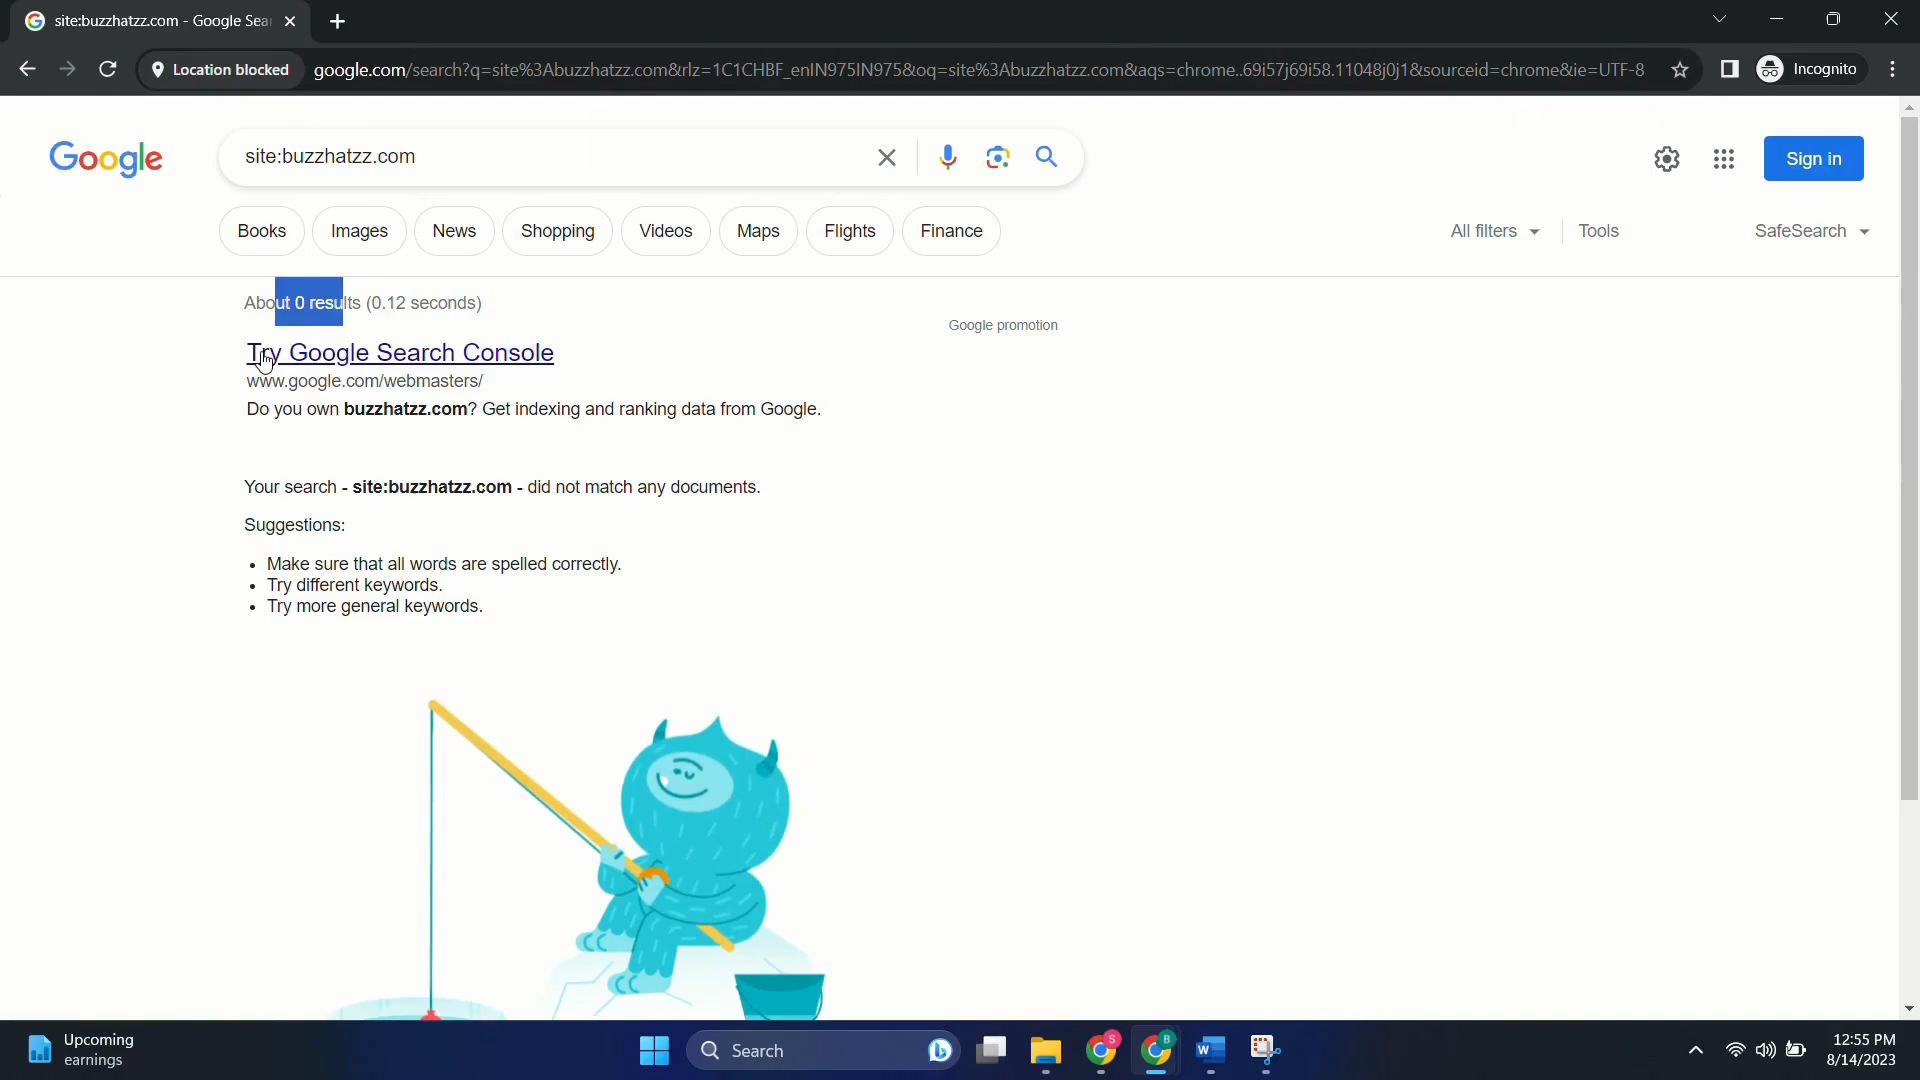 site:buzzhatzz.com - Google Sea
Location blocked
google.com/search?q=site%3Abuzzhatzz.com&rlz=1C1CHBF_enIN975IN975&oq=site%3Abuzzhatzz.com&aqs=chrome..69i57j69i58.11048j0j1&sourceid=chrome&ie=UTF-8
Incognito
Google
site:buzzhatzz.com
Sign in
Books
Images
News
Shopping
Videos
Maps
Flights
Finance
All filters
Tools
SafeSearch
About 0 results (0.12 seconds)
Google promotion
Try Google Search Console
www.google.com/webmasters/
Do you own buzzhatzz.com? Get indexing and ranking data from Google.
Your search - site:buzzhatzz.com - did not match any documents.
Suggestions:
• Make sure that all words are spelled correctly.
• Try different keywords.
• Try more general keywords.
Upcoming
earnings
Search
S
B
W
12:55 PM
8/14/2023